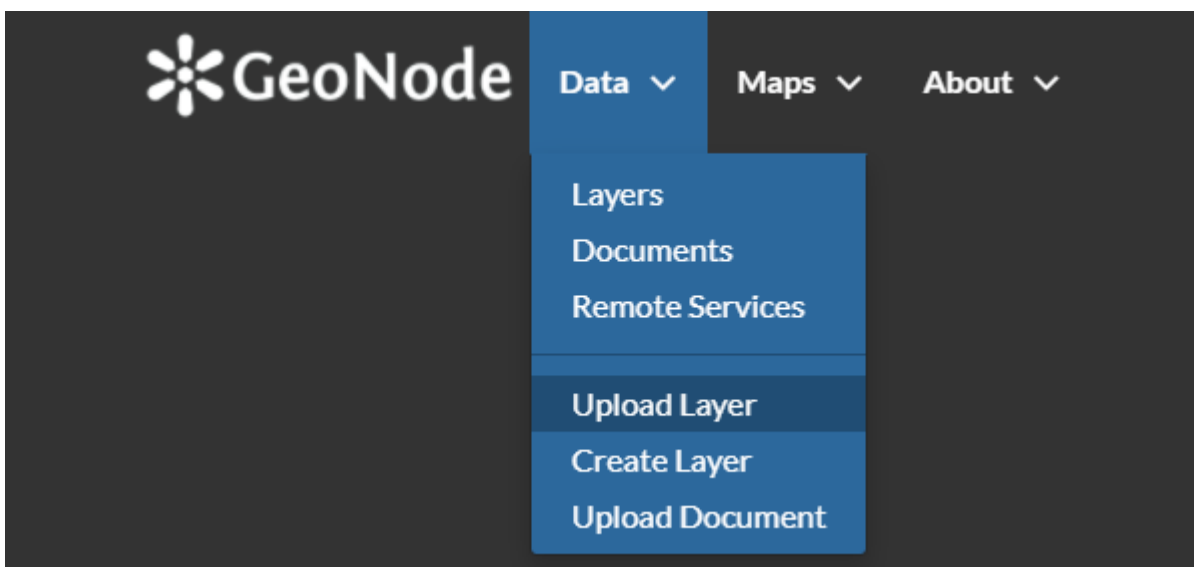 GeoNode Data Maps About
Layers
Documents
Remote Services
Upload Layer
Create Layer
Upload Document